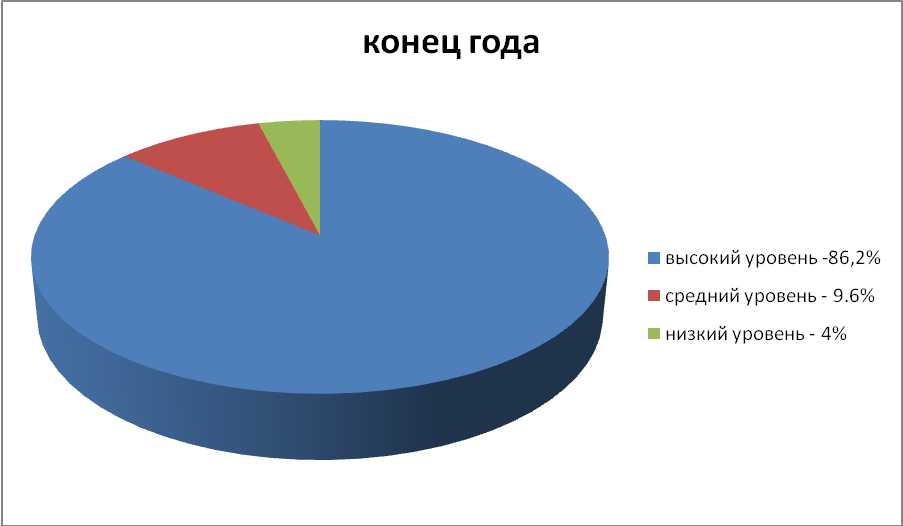 конец года
высокий уровень -86,2%
средний уровень - 9.6%
низкий уровень - 4%